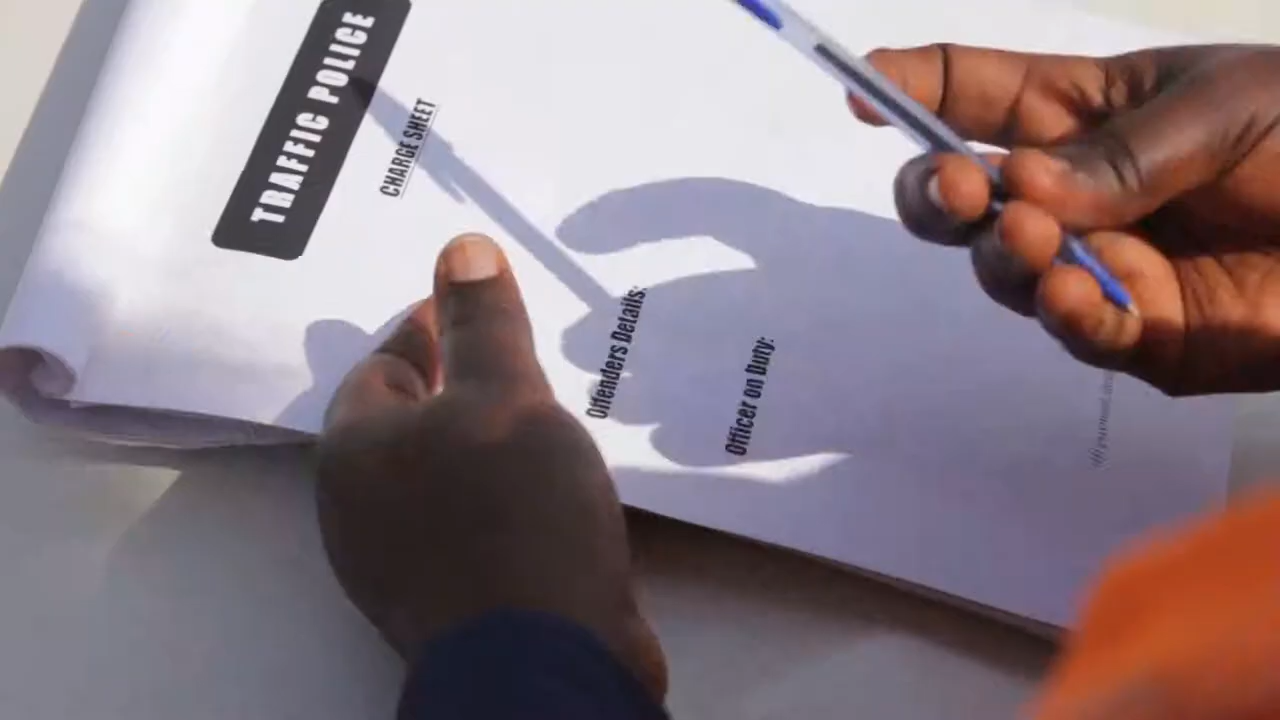 TRAFFIC POLICE
CHARGE SHEET
Offenders Details:
Officer on Duty: